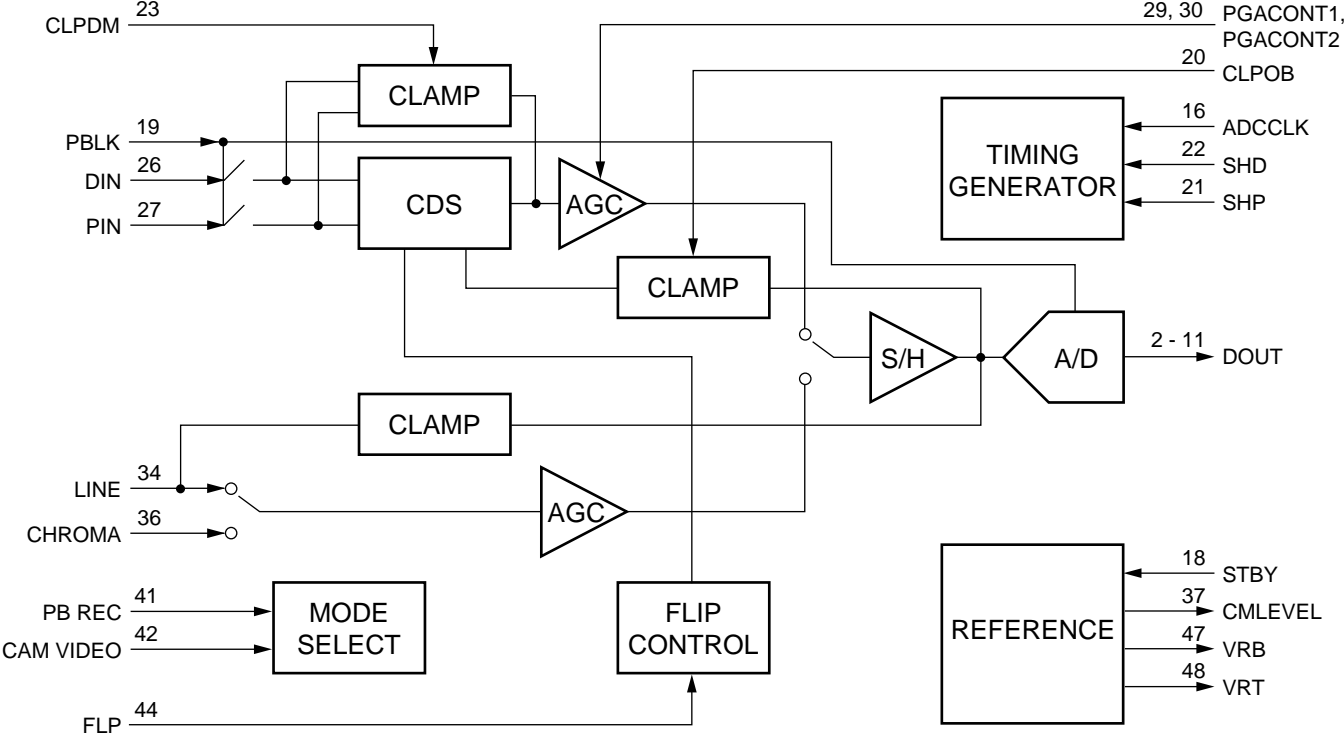 CLPDM 23
29, 30 PGACONT1,
PGACONT2
20 CLPOB
CLAMP
PBLK 19
16 ADCCLK
TIMING
GENERATOR
DIN 26
22 SHD
CDS
AGC
PIN 27
21 SHP
CLAMP
S/H
A/D
2 - 11 DOUT
CLAMP
LINE 34
AGC
CHROMA 36
18 STBY
PB REC 41
MODE
SELECT
CAM VIDEO 42
FLIP
CONTROL
REFERENCE
37 CMLEVEL
47 VRB
48 VRT
FLP 44